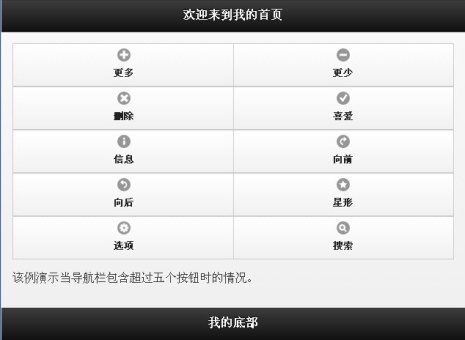 欢迎来到我的首页
更多
更少
删除
喜爱
信息
向前
向后
星形
选项
搜索
该例演示当导航栏包含超过五个按钮时的情况。
我的底部